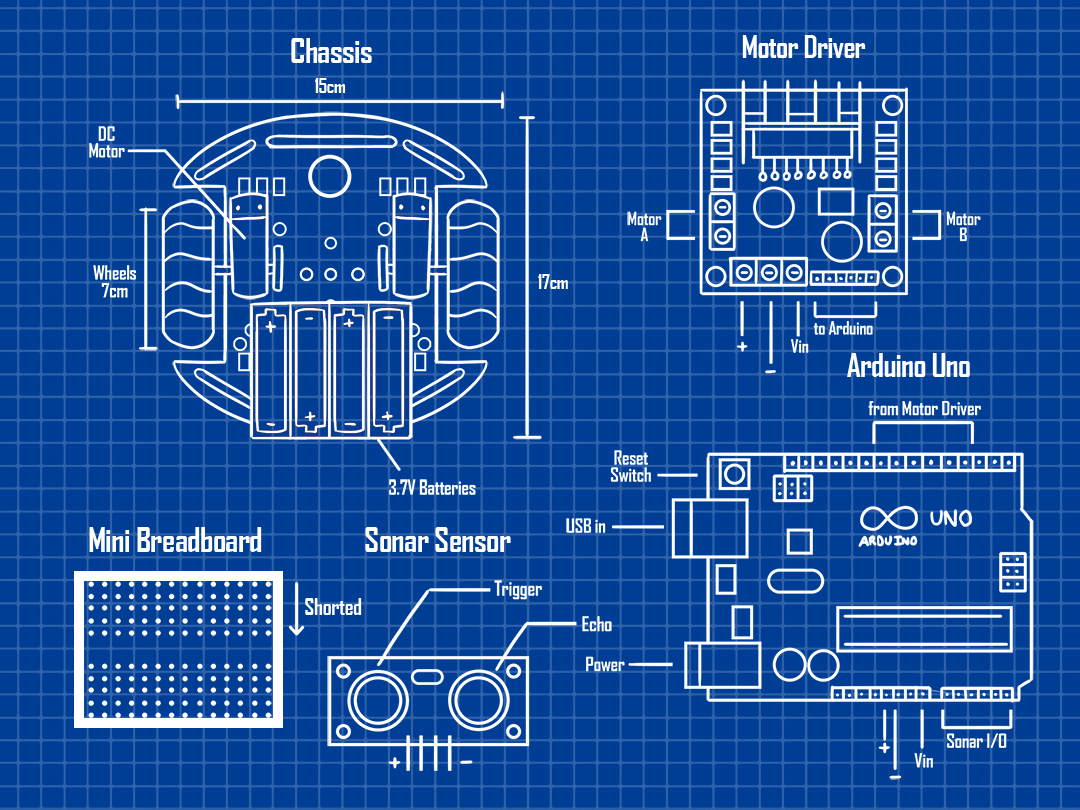 Chassis
15cm
DC
Motor
Wheels
7cm
17cm
+
-
+
-
-
+
-
+
3.7V Batteries
Motor Driver
Motor
A
Motor
B
+
-
Vin
to Arduino
Arduino Uno
from Motor Driver
Reset
Switch
USB in
UNO
ARDUINO
Power
+
-
Vin
Sonar I/O
Mini Breadboard
Shorted
Sonar Sensor
Trigger
Echo
+
-